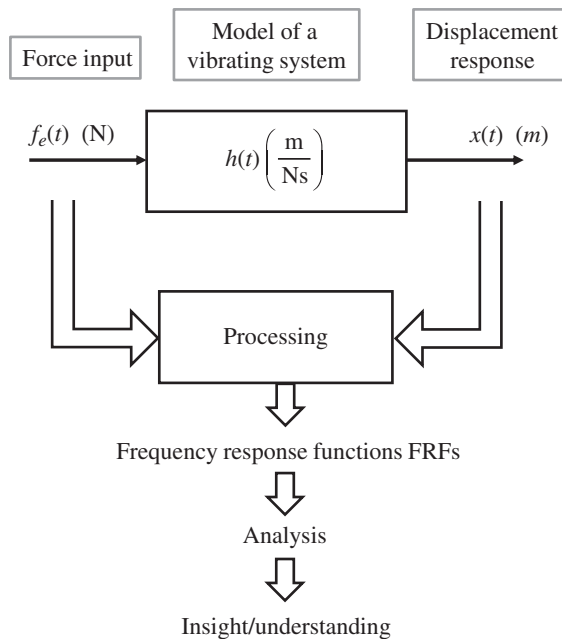 Force input
Model of a
vibrating system
Displacement
response
fₑ(t) (N)
h(t) (m/Ns)
x(t) (m)
Processing
Frequency response functions FRFs
Analysis
Insight/understanding